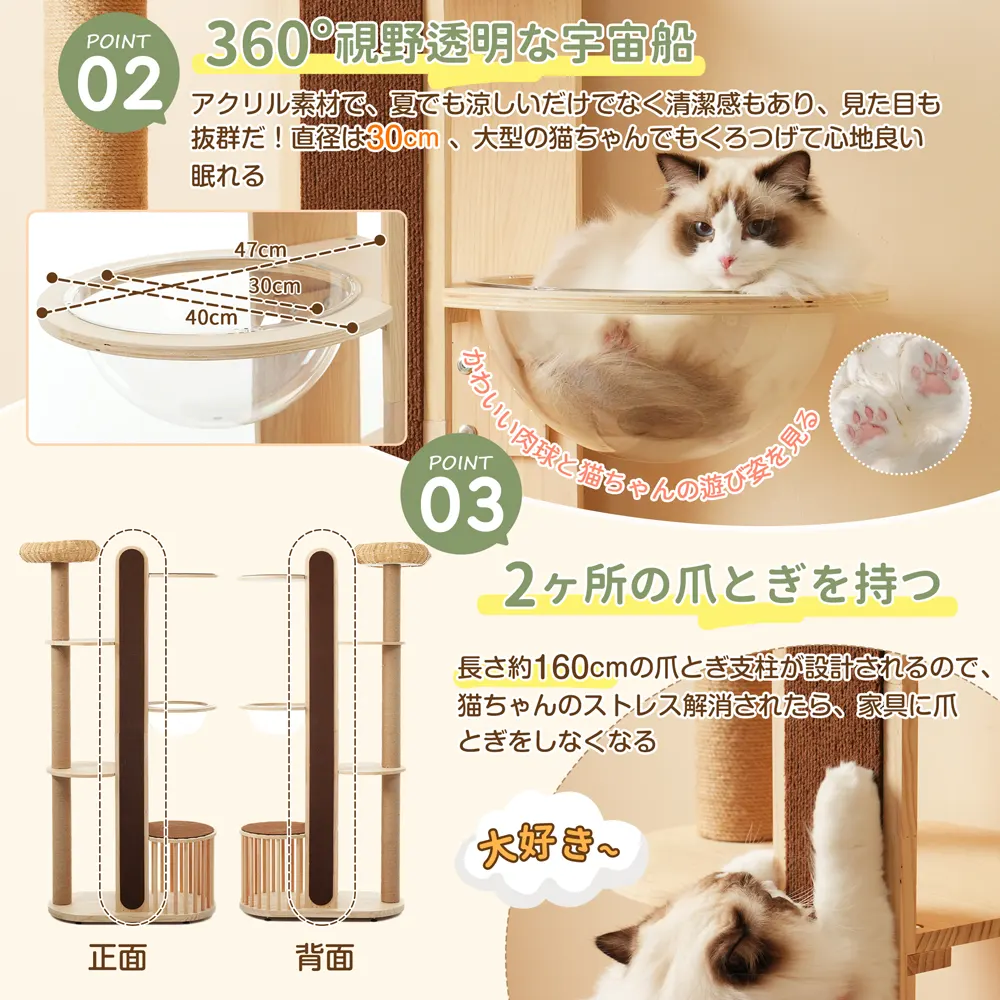 POINT
02
360°視野透明な宇宙船
アクリル素材で、夏でも涼しいだけでなく清潔感もあり、見た目も
抜群だ！直径は30cm 、大型の猫ちゃんでもくろつげて心地良い
眠れる
47cm
30cm
40cm
かわいい肉球と猫ちゃんの遊び姿を見る
POINT
03
2ヶ所の爪とぎを持つ
長さ約160cmの爪とぎ支柱が設計されるので、
猫ちゃんのストレス解消されたら、家具に爪
とぎをしなくなる
大好き~
正面
背面